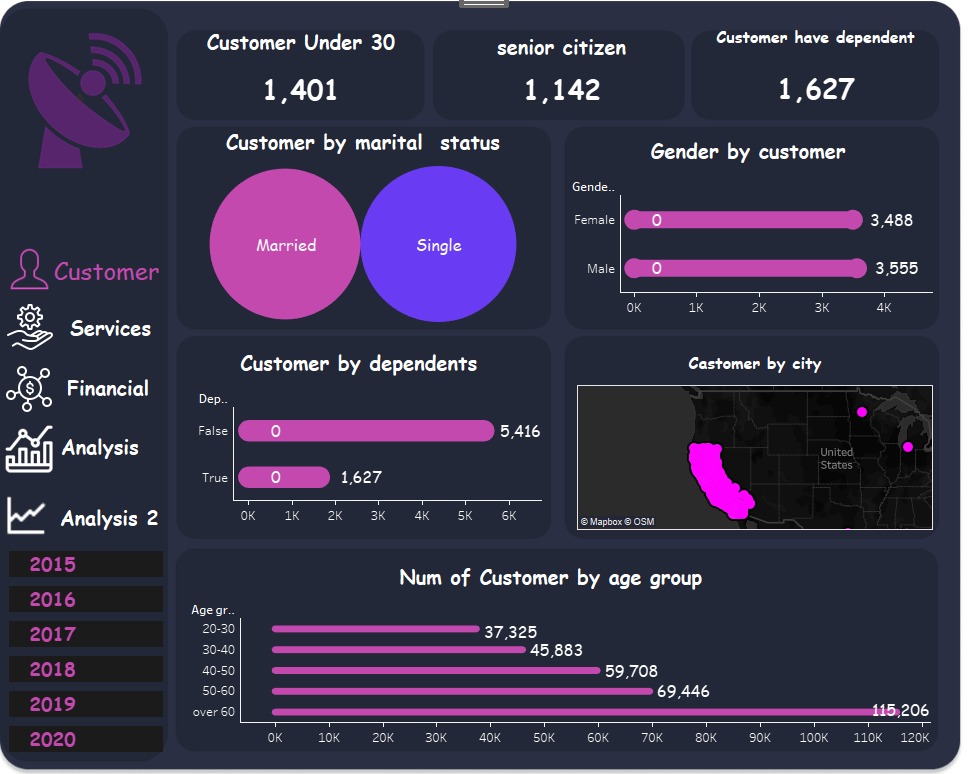 Customer Under 30
1,401
senior citizen
1,142
Customer have dependent
1,627
Customer
Services
Financial
Analysis
Analysis 2
2015
2016
2017
2018
2019
2020
Customer by marital status
Married
Single
Gender by customer
Gende..
Female 0 3,488
Male 0 3,555
0K 1K 2K 3K 4K
Customer by dependents
Dep..
False 0 5,416
True 0 1,627
0K 1K 2K 3K 4K 5K 6K
Castomer by city
United
States
© Mapbox © OSM
Num of Customer by age group
Age gr..
20-30 37,325
30-40 45,883
40-50 59,708
50-60 69,446
over 60 115,206
0K 10K 20K 30K 40K 50K 60K 70K 80K 90K 100K 110K 120K